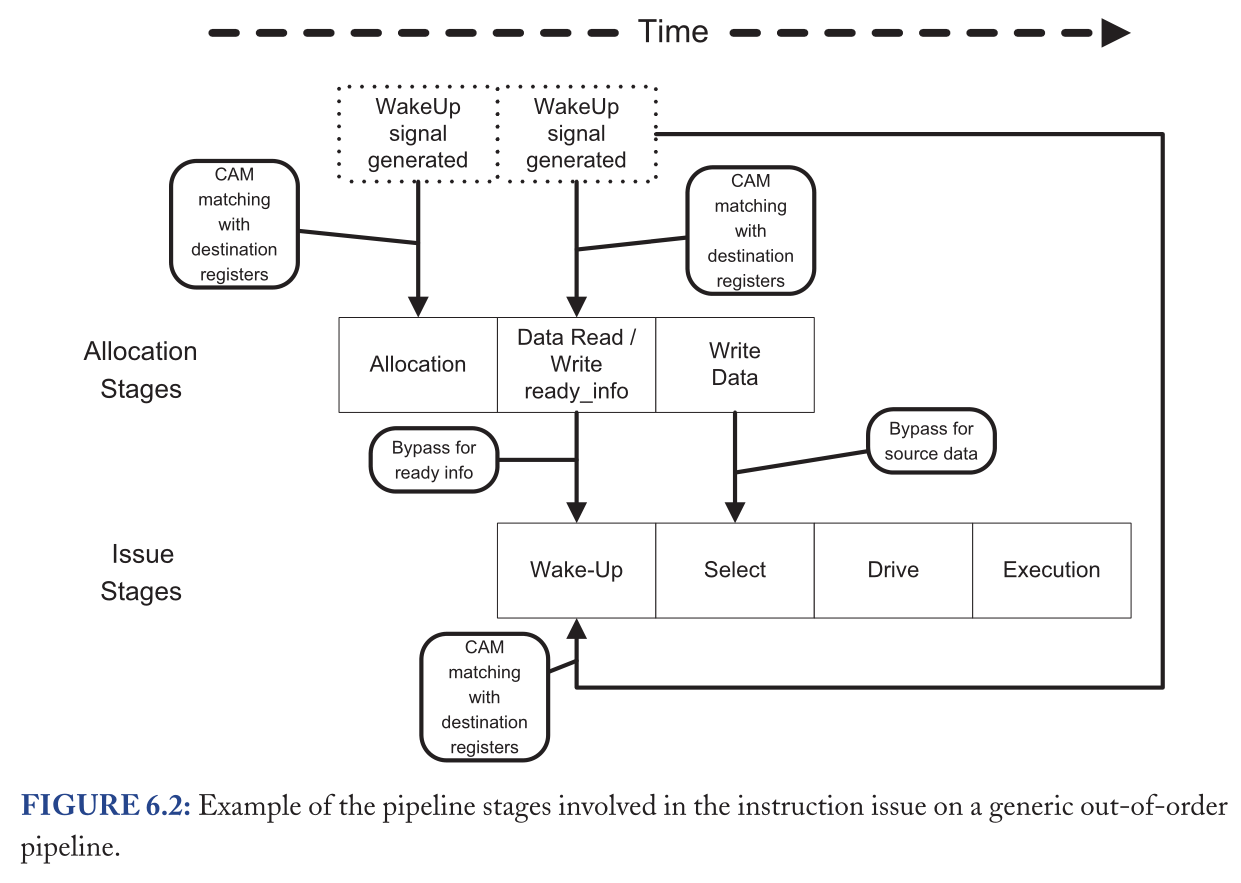 Time
WakeUp
signal
generated
WakeUp
signal
generated
CAM
matching
with
destination
registers
CAM
matching
with
destination
registers
Allocation
Stages
Allocation
Data Read /
Write
ready_info
Write
Data
Bypass for
ready info
Bypass for
source data
Issue
Stages
Wake-Up
Select
Drive
Execution
CAM
matching
with
destination
registers
FIGURE 6.2: Example of the pipeline stages involved in the instruction issue on a generic out-of-order
pipeline.